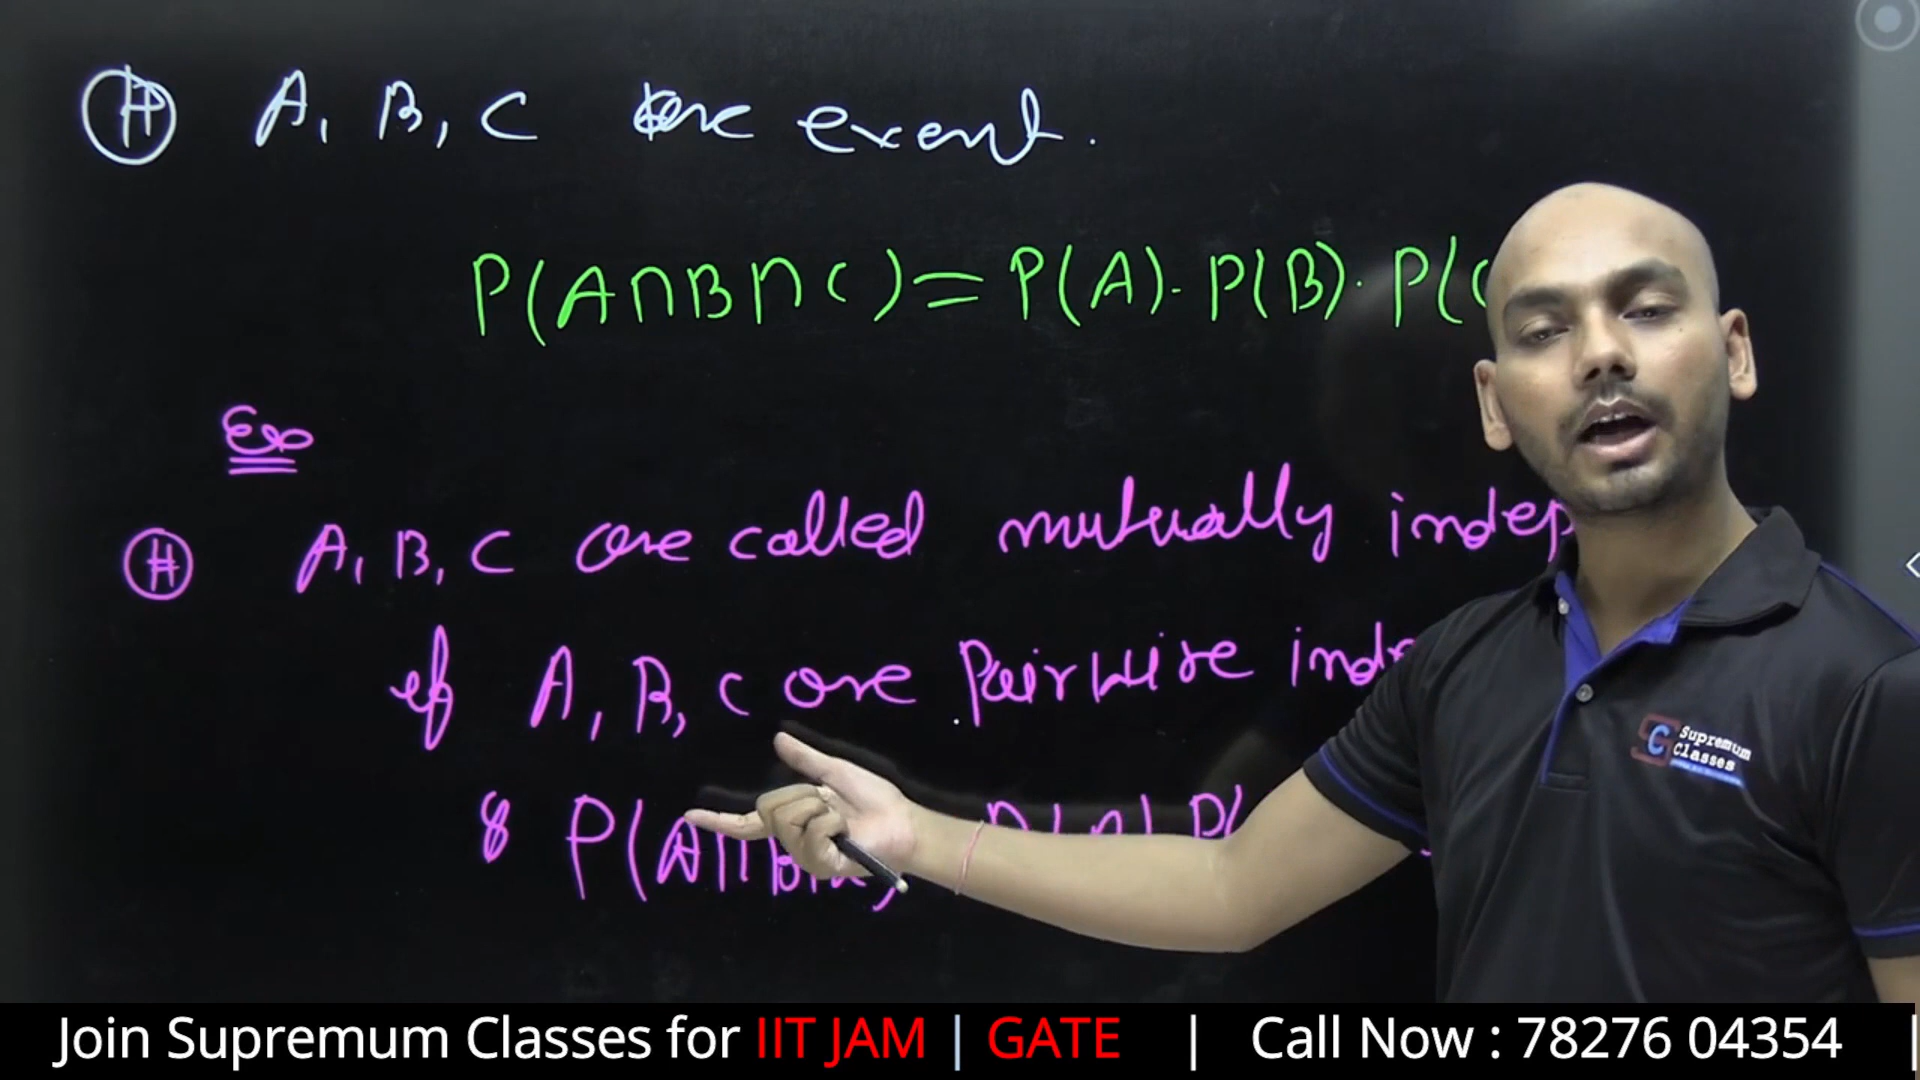 A, B, C are exent.
P(A∩B∩C) = P(A). P(B). P(C
Ex
A, B, C are called mutually indep
if A, B, C are Pairwise inde
& P(A∩B∩ P(A) P(
Supremum
Classes
Join Supremum Classes for IIT JAM | GATE | Call Now : 78276 04354 |